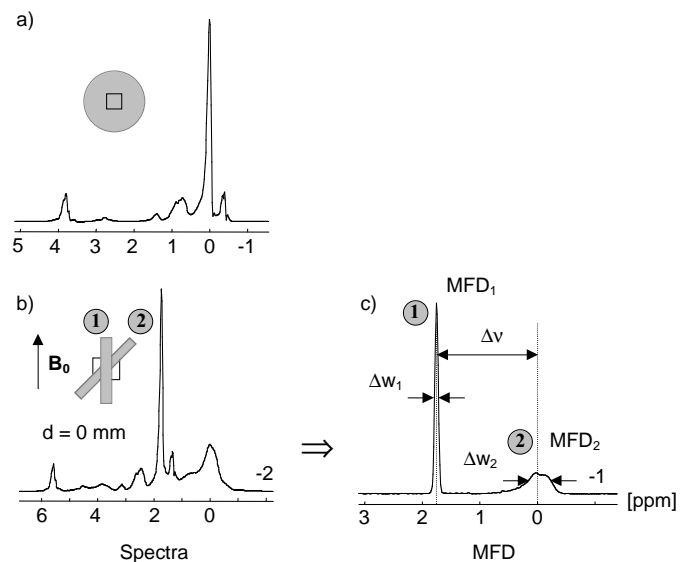 a)
5 4 3 2 1 0 -1
b)
1 2
B₀
d = 0 mm
-2
6 4 2 0
Spectra
⇒
c)
MFD₁
1
Δν
Δw₁
2 MFD₂
Δw₂
-1
[ppm]
3 2 1 0
MFD